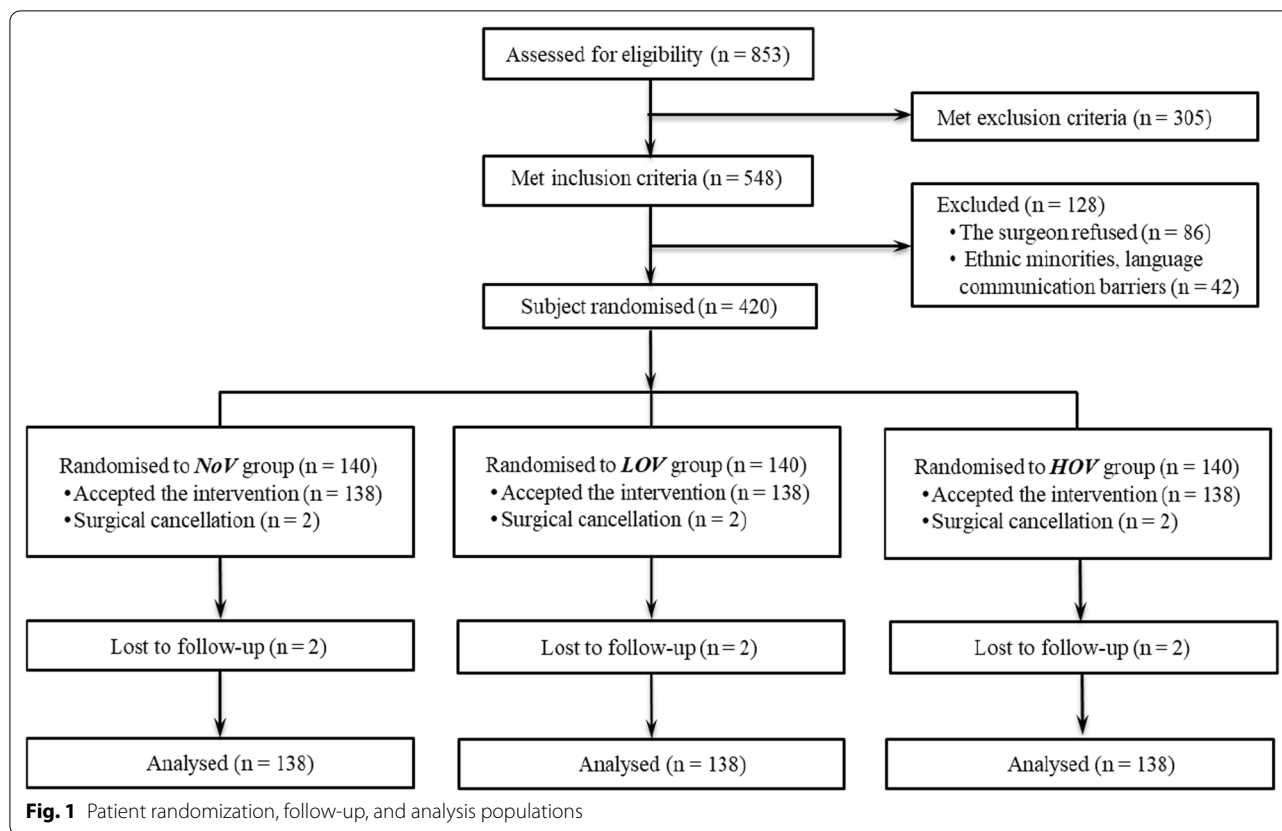 Assessed for eligibility (n = 853)
Met exclusion criteria (n = 305)
Met inclusion criteria (n = 548)
Excluded (n = 128)
• The surgeon refused (n = 86)
• Ethnic minorities, language
communication barriers (n = 42)
Subject randomised (n = 420)
Randomised to NoV group (n = 140)
• Accepted the intervention (n = 138)
• Surgical cancellation (n = 2)
Randomised to LOV group (n = 140)
• Accepted the intervention (n = 138)
• Surgical cancellation (n = 2)
Randomised to HOV group (n = 140)
• Accepted the intervention (n = 138)
• Surgical cancellation (n = 2)
Lost to follow-up (n = 2)
Lost to follow-up (n = 2)
Lost to follow-up (n = 2)
Analysed (n = 138)
Analysed (n = 138)
Analysed (n = 138)
Fig. 1 Patient randomization, follow-up, and analysis populations